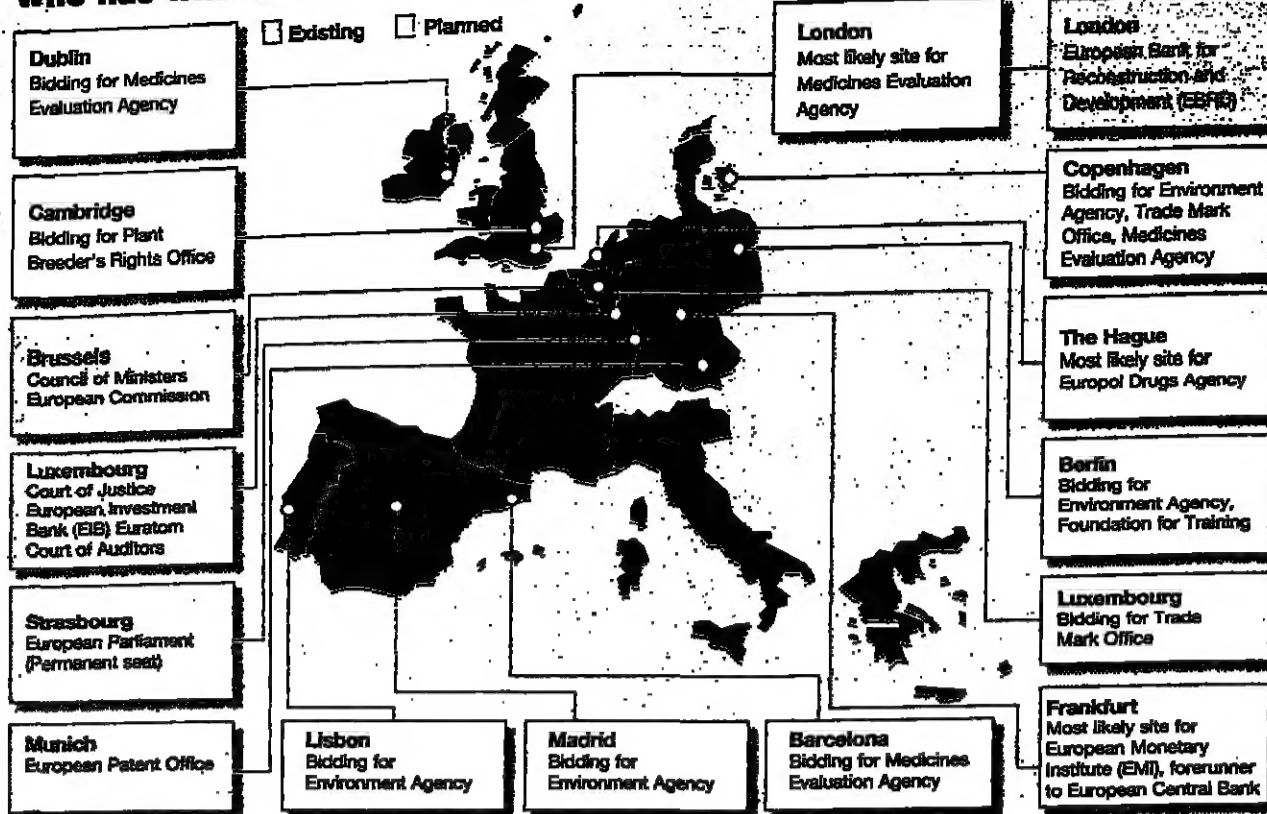 Existing
Planned
Dublin
Bidding for Medicines
Evaluation Agency
Cambridge
Bidding for Plant
Breeder's Rights Office
Brussels
Council of Ministers
European Commission
Luxembourg
Court of Justice
European Investment
Bank (EIB) Euratom
Court of Auditors
Strasbourg
European Parliament
(Permanent seat)
Munich
European Patent Office
Lisbon
Bidding for
Environment Agency
Madrid
Bidding for
Environment Agency
Barcelona
Bidding for Medicines
Evaluation Agency
London
Most likely site for
Medicines Evaluation
Agency
London
European Bank for
Reconstruction and
Development (EBRD)
Copenhagen
Bidding for Environment
Agency, Trade Mark
Office, Medicines
Evaluation Agency
The Hague
Most likely site for
Europol Drugs Agency
Berlin
Bidding for
Environment Agency,
Foundation for Training
Luxembourg
Bidding for Trade
Mark Office
Frankfurt
Most likely site for
European Monetary
Institute (EMI), forerunner
to European Central Bank